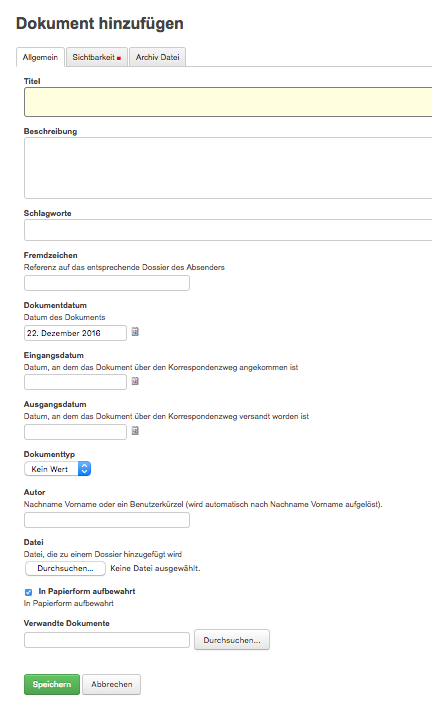 Dokument hinzufügen
Allgemein Sichtbarkeit Archiv Datei
Titel
Beschreibung
Schlagworte
Fremdzeichen
Referenz auf das entsprechende Dossier des Absenders
Dokumentdatum
Datum des Dokuments
22. Dezember 2016
Eingangsdatum
Datum, an dem das Dokument über den Korrespondenzweg angekommen ist
Ausgangsdatum
Datum, an dem das Dokument über den Korrespondenzweg versandt worden ist
Dokumenttyp
Kein Wert
Autor
Nachname Vorname oder ein Benutzerkürzel (wird automatisch nach Nachname Vorname aufgelöst).
Datei
Datei, die zu einem Dossier hinzugefügt wird
Durchsuchen... Keine Datei ausgewählt.
In Papierform aufbewahrt
In Papierform aufbewahrt
Verwandte Dokumente
Durchsuchen...
Speichern Abbrechen